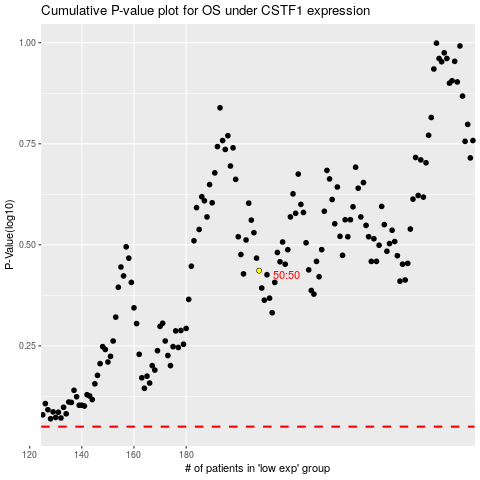 Cumulative P-value plot for OS under CSTF1 expression
P-Value(log10)
1.00
0.75
0.50
0.25
50:50
120 140 160 180
# of patients in 'low exp' group